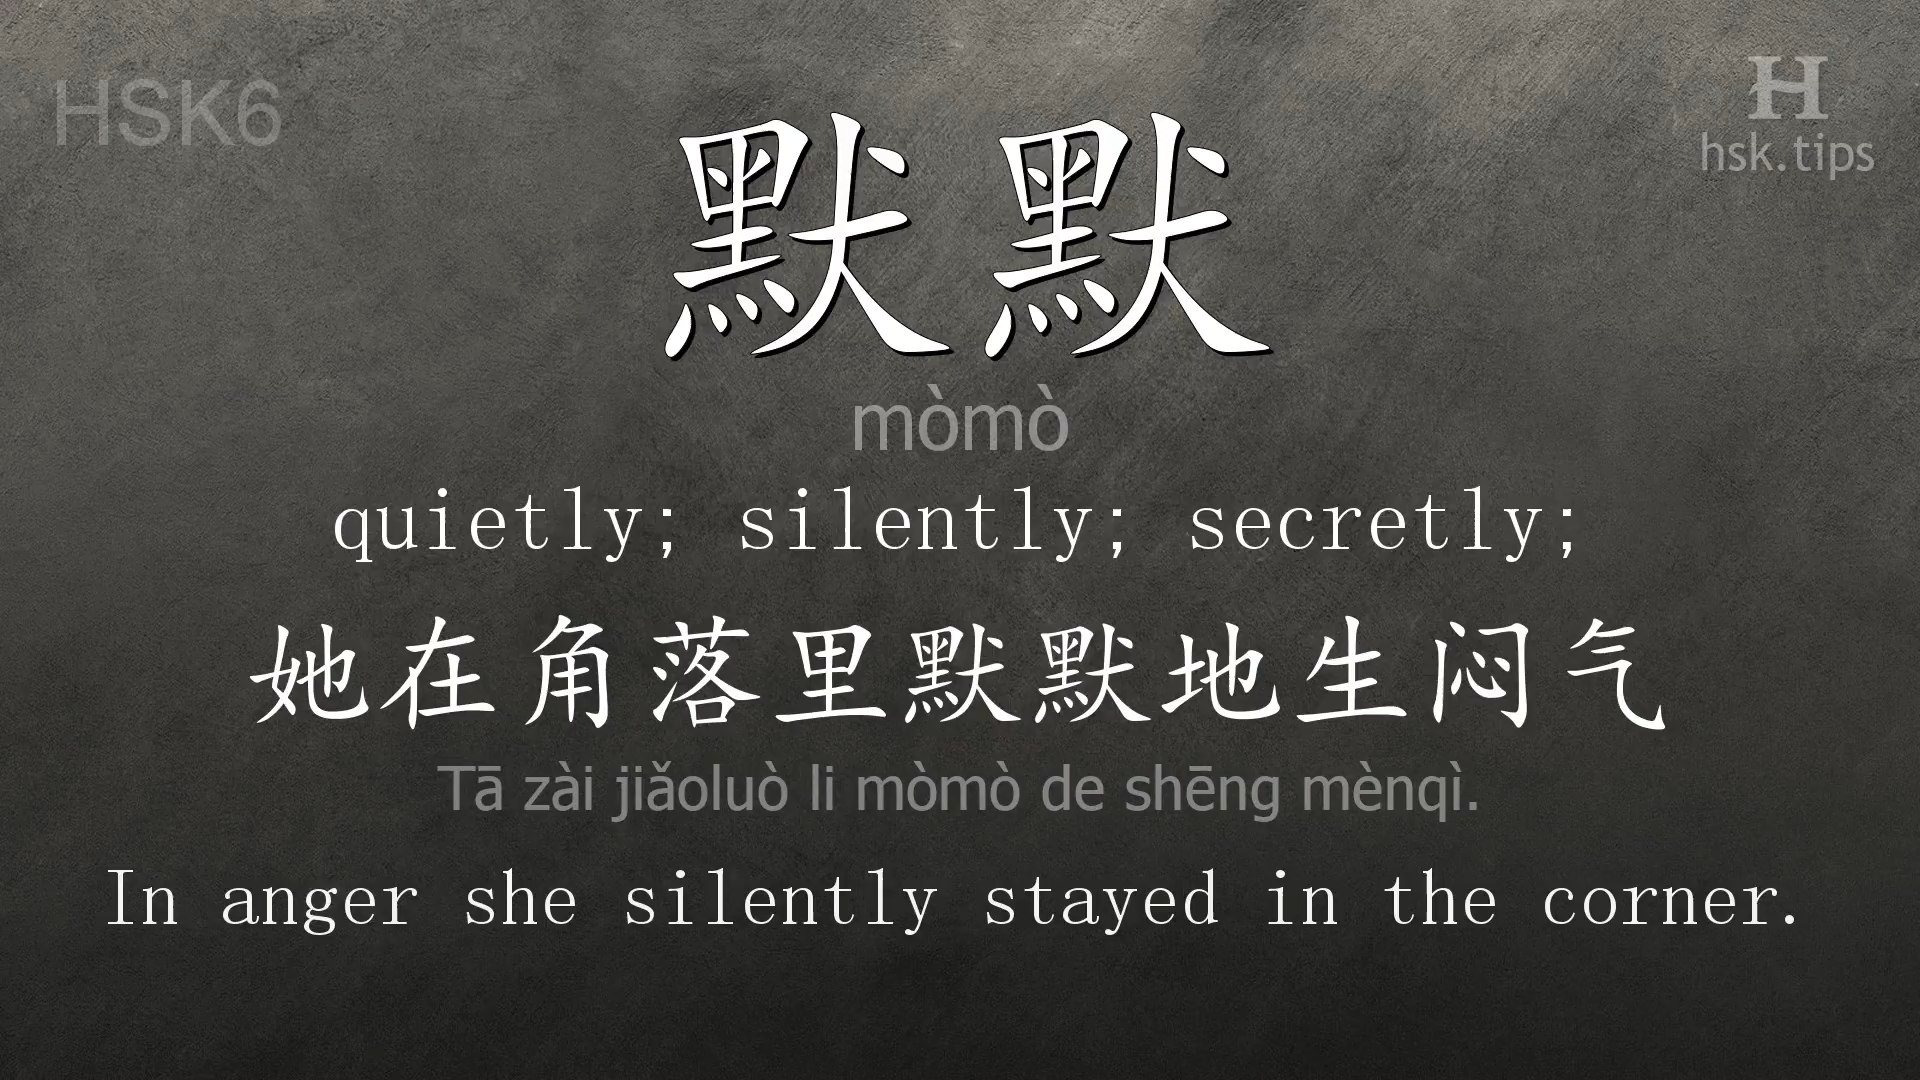 HSK6
H
hsk.tips
默默
mòmò
quietly; silently; secretly;
她在角落里默默地生闷气
Tā zài jiǎoluò li mòmò de shēng mènqì.
In anger she silently stayed in the corner.